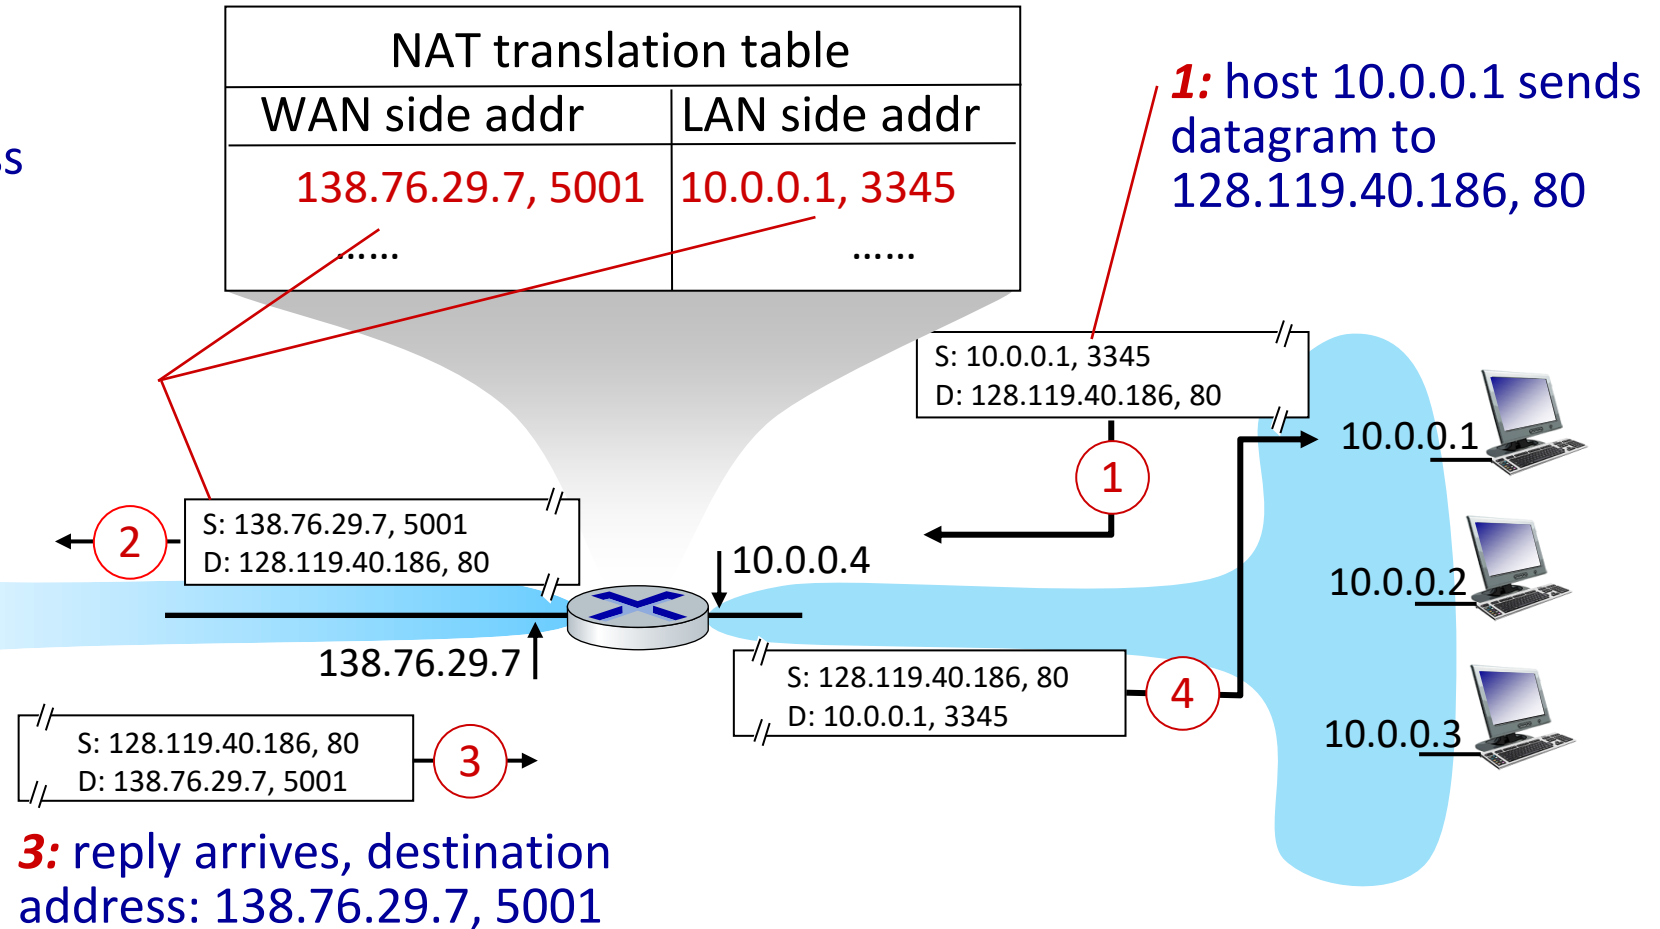 NAT translation table
WAN side addr
LAN side addr
138.76.29.7, 5001
10.0.0.1, 3345
......
......
1: host 10.0.0.1 sends
datagram to
128.119.40.186, 80
S: 10.0.0.1, 3345
D: 128.119.40.186, 80
1
10.0.0.1
S: 138.76.29.7, 5001
D: 128.119.40.186, 80
2
10.0.0.4
10.0.0.2
138.76.29.7
S: 128.119.40.186, 80
D: 10.0.0.1, 3345
4
10.0.0.3
S: 128.119.40.186, 80
D: 138.76.29.7, 5001
3
3: reply arrives, destination
address: 138.76.29.7, 5001